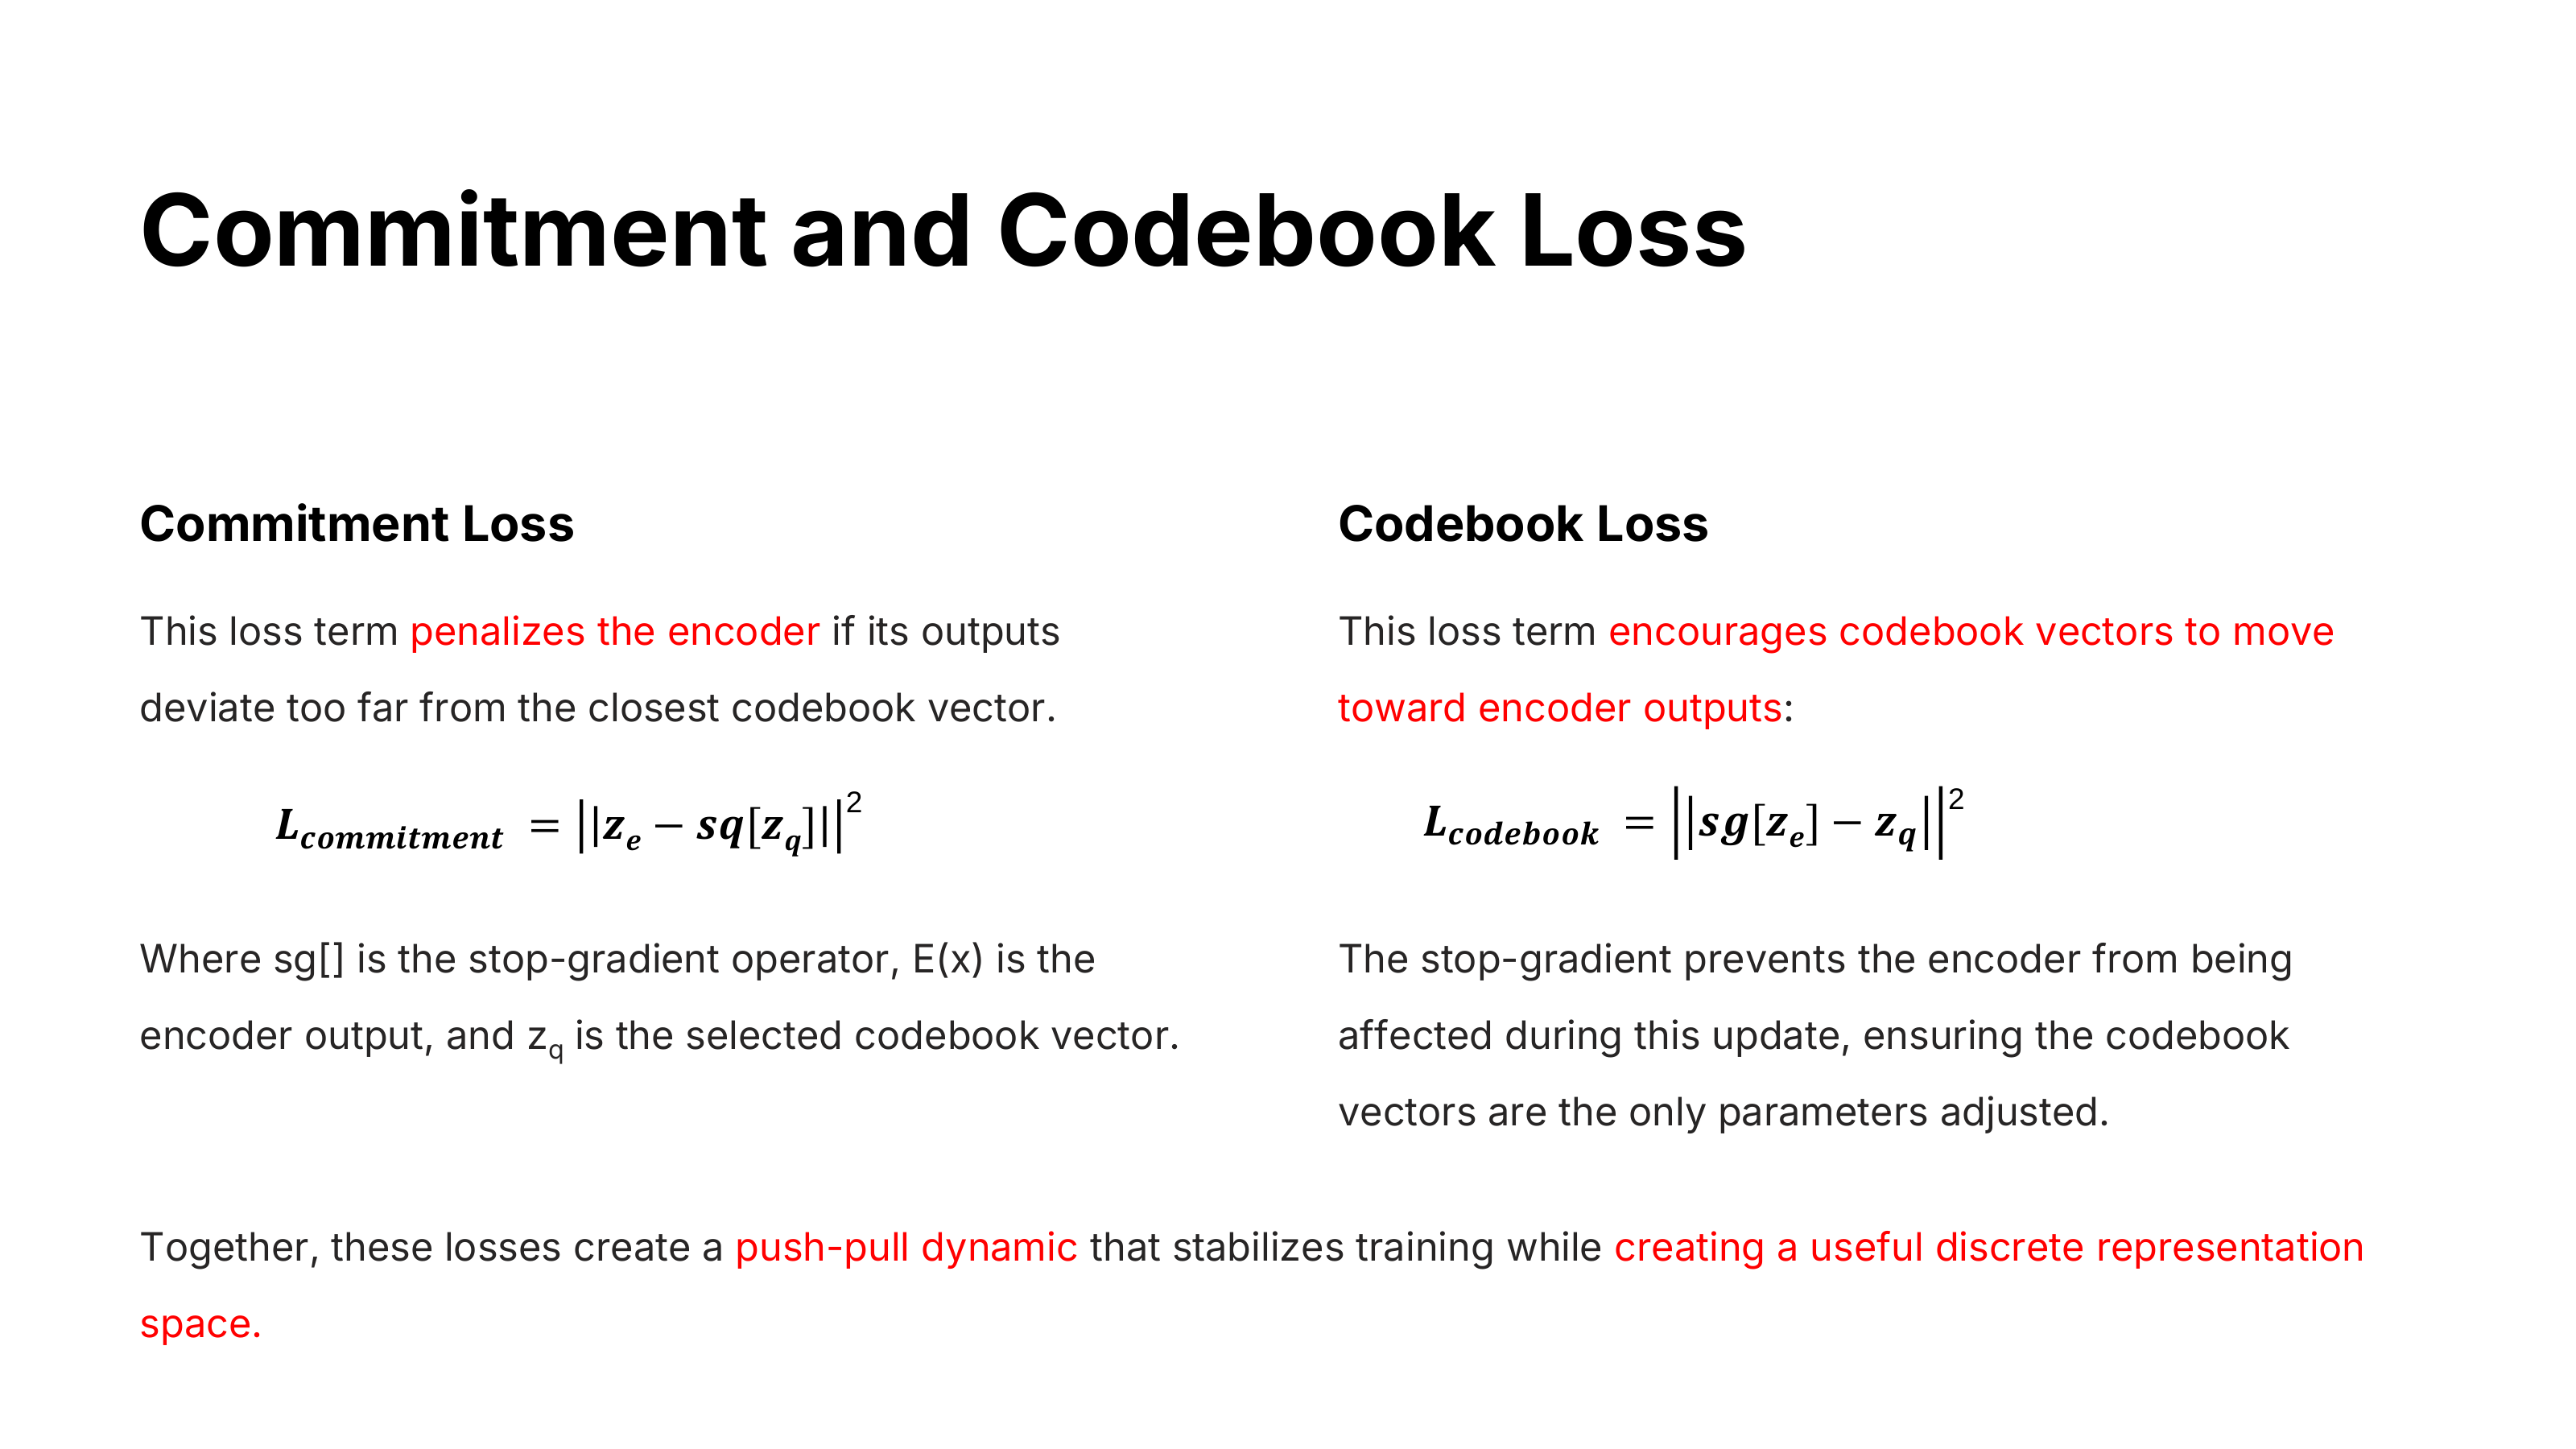 Commitment and Codebook Loss
Commitment Loss
This loss term penalizes the encoder if its outputs
deviate too far from the closest codebook vector.
L_commitment = ||z_e − sq[z_q]||²
Where sg[] is the stop-gradient operator, E(x) is the
encoder output, and z_q is the selected codebook vector.
Codebook Loss
This loss term encourages codebook vectors to move
toward encoder outputs:
L_codebook = ||sg[z_e] − z_q||²
The stop-gradient prevents the encoder from being
affected during this update, ensuring the codebook
vectors are the only parameters adjusted.
Together, these losses create a push-pull dynamic that stabilizes training while creating a useful discrete representation
space.